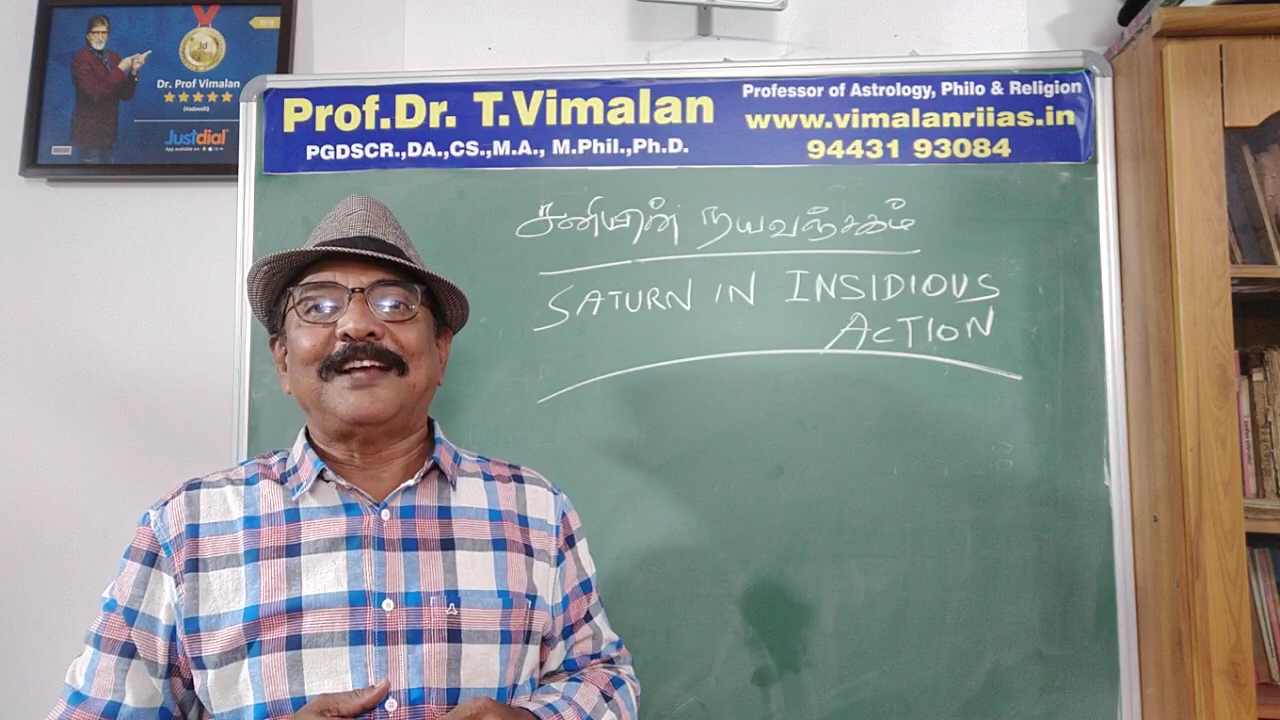 Dr. Prof Vimalan
(Vadavalli)
Justdial
Prof.Dr. T.Vimalan
PGDSCR.,DA.,CS.,M.A., M.Phil.,Ph.D.
Professor of Astrology, Philo & Religion
www.vimalanriias.in
94431 93084
சனியின் நயவஞ்சகம்
SATURN IN INSIDIOUS
ACTION